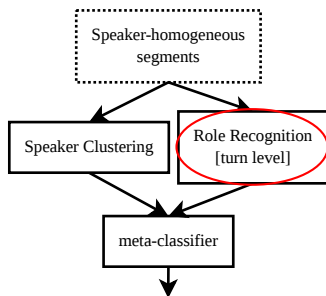 Speaker-homogeneous
segments
Speaker Clustering
Role Recognition
[turn level]
meta-classifier